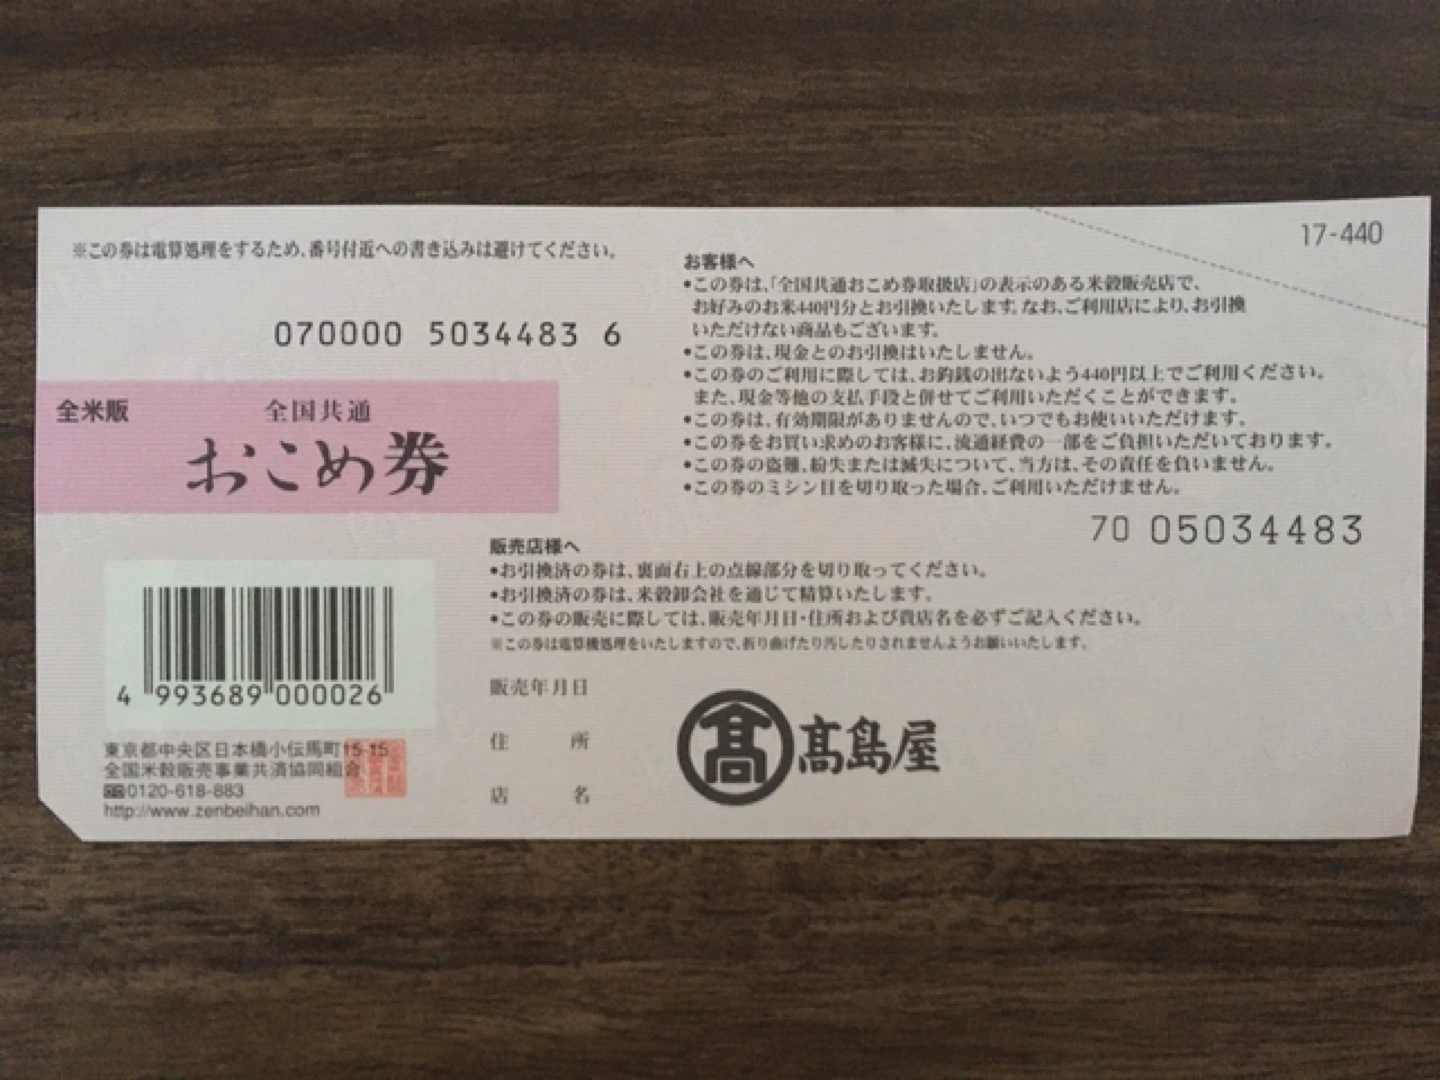 ※この券は電算処理をするため、番号付近への書き込みは避けてください。
17-440
070000 5034483 6
全米販
全国共通
おこめ券
お客様へ
•この券は、「全国共通おこめ券取扱店」の表示のある米穀販売店で、
お好みのお米440円分とお引換いたします。なお、ご利用店により、お引換
いただけない商品もございます。
•この券は、現金とのお引換はいたしません。
•この券のご利用に際しては、お釣銭の出ないよう440円以上でご利用ください。
また、現金等他の支払手段と併せてご利用いただくことができます。
•この券は、有効期限がありませんので、いつでもお使いいただけます。
•この券をお買い求めのお客様に、流通経費の一部をご負担いただいております。
•この券の盗難、紛失または滅失について、当方は、その責任を負いません。
•この券のミシン目を切り取った場合、ご利用いただけません。
70 05034483
販売店様へ
•お引換済の券は、裏面右上の点線部分を切り取ってください。
•お引換済の券は、米穀卸会社を通じて精算いたします。
•この券の販売に際しては、販売年月日・住所および貴店名を必ずご記入ください。
※この券は電算機処理をいたしますので、折り曲げたり汚したりされませんようお願いいたします。
販売年月日
住 所
店 名
髙
髙島屋
4 993689 000026
東京都中央区日本橋小伝馬町15-15
全国米穀販売事業共済協同組合
0120-618-883
http://www.zenbeihan.com